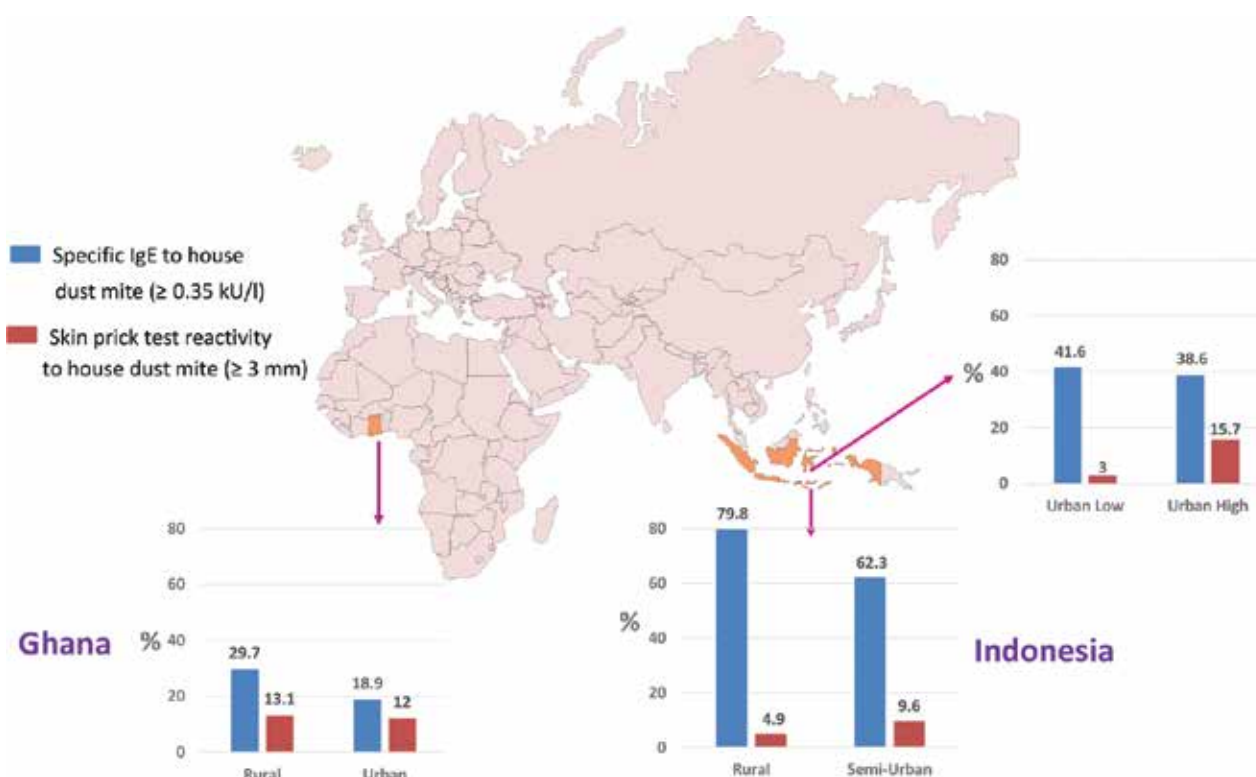 Specific IgE to house
dust mite (≥ 0.35 kU/l)
Skin prick test reactivity
to house dust mite (≥ 3 mm)
80
60
%
40
20
0
41.6
3
38.6
15.7
Urban Low
Urban High
Ghana
%
80
60
40
20
0
29.7
13.1
18.9
12
Rural
Urban
%
80
60
40
20
0
79.8
4.9
62.3
9.6
Rural
Semi-Urban
Indonesia